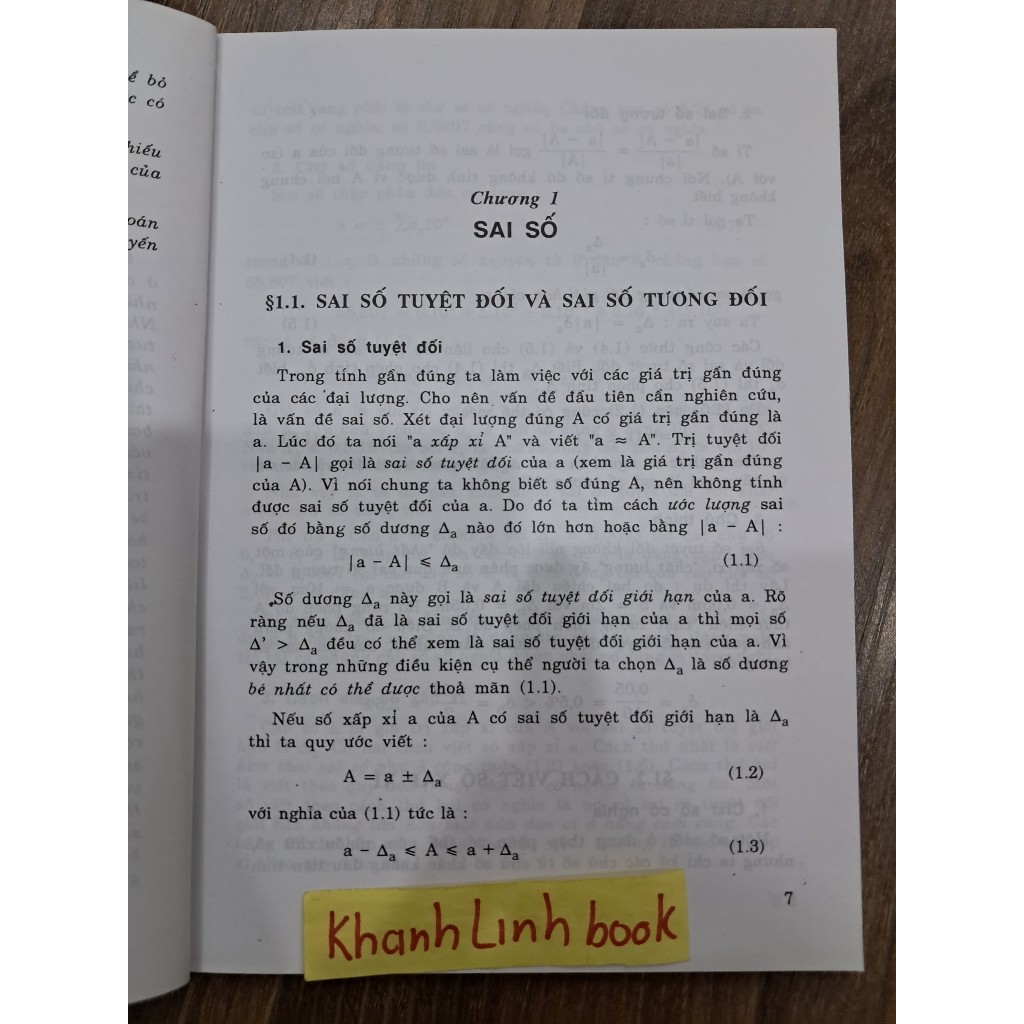 ể bỏ
c có
hiếu
của
oán
yến
Chương 1
SAI SỐ
§1.1. SAI SỐ TUYỆT ĐỐI VÀ SAI SỐ TƯƠNG ĐỐI
1. Sai số tuyệt đối
Trong tính gần đúng ta làm việc với các giá trị gần đúng
của các đại lượng. Cho nên vấn đề đầu tiên cần nghiên cứu,
là vấn đề sai số. Xét đại lượng đúng A có giá trị gần đúng là
a. Lúc đó ta nói "a xấp xỉ A" và viết "a ≈ A". Trị tuyệt đối
|a - A| gọi là sai số tuyệt đối của a (xem là giá trị gần đúng
của A). Vì nói chung ta không biết số đúng A, nên không tính
được sai số tuyệt đối của a. Do đó ta tìm cách ước lượng sai
số đó bằng số dương Δₐ nào đó lớn hơn hoặc bằng |a - A| :
|a - A| ⩽ Δₐ (1.1)
Số dương Δₐ này gọi là sai số tuyệt đối giới hạn của a. Rõ
ràng nếu Δₐ đã là sai số tuyệt đối giới hạn của a thì mọi số
Δ' > Δₐ đều có thể xem là sai số tuyệt đối giới hạn của a. Vì
vậy trong những điều kiện cụ thể người ta chọn Δₐ là số dương
bé nhất có thể được thoả mãn (1.1).
Nếu số xấp xỉ a của A có sai số tuyệt đối giới hạn là Δₐ
thì ta quy ước viết :
A = a ± Δₐ (1.2)
với nghĩa của (1.1) tức là :
a - Δₐ ⩽ A ⩽ a + Δₐ (1.3)
7
Khanh Linh book